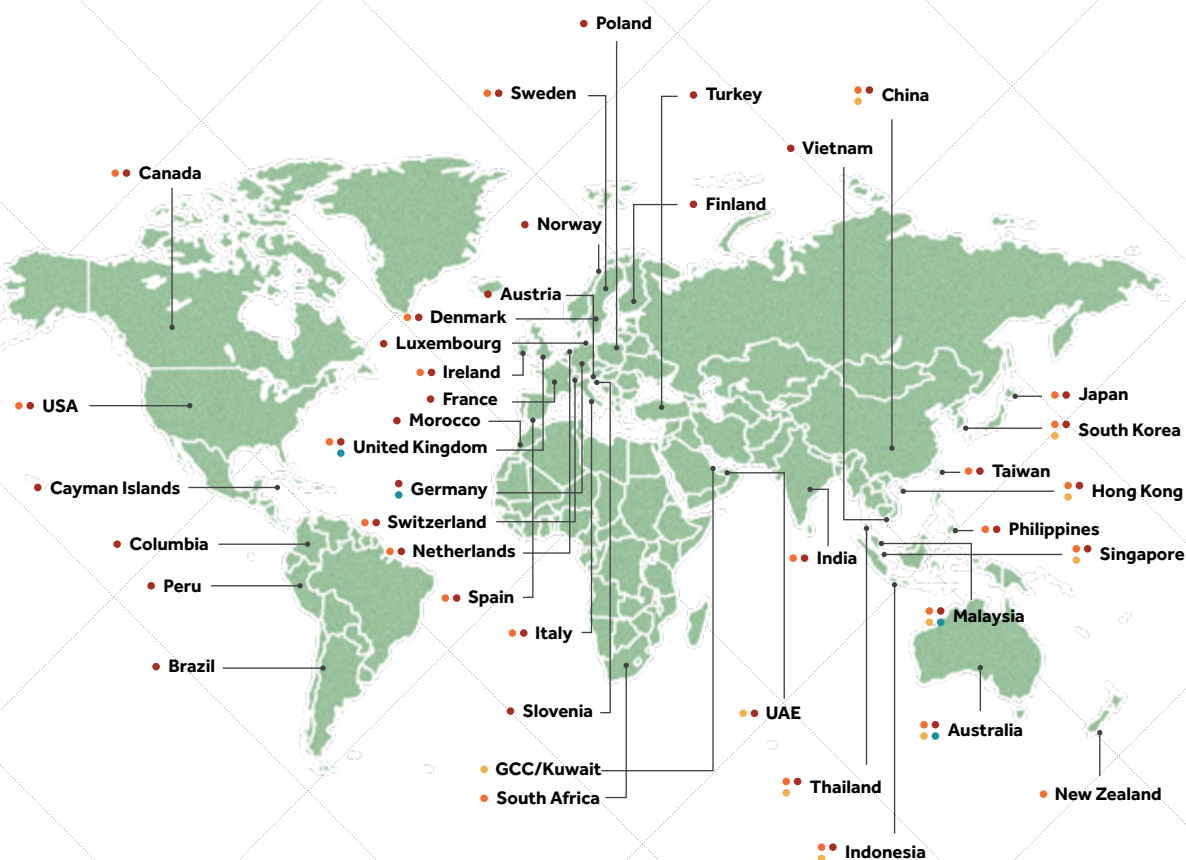 Poland
Sweden
Turkey
China
Vietnam
Canada
Finland
Norway
Austria
Denmark
Luxembourg
Ireland
France
USA
Morocco
United Kingdom
Japan
South Korea
Taiwan
Cayman Islands
Germany
Hong Kong
Switzerland
Philippines
Columbia
Netherlands
India
Singapore
Peru
Spain
Malaysia
Italy
Brazil
Slovenia
UAE
Australia
GCC/Kuwait
South Africa
Thailand
New Zealand
Indonesia